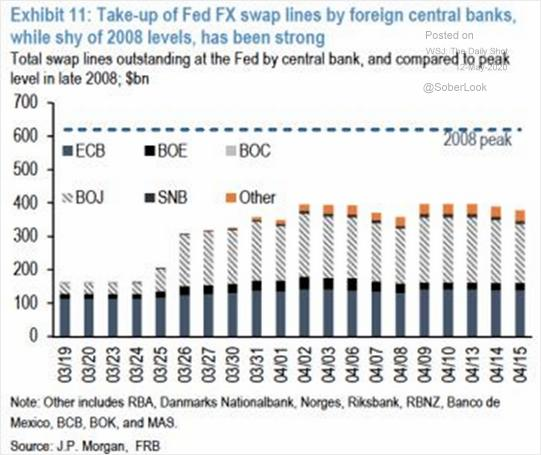 Exhibit 11: Take-up of Fed FX swap lines by foreign central banks,
while shy of 2008 levels, has been strong
Posted on
WSJ: The Daily Shot
12-May-2020
@SoberLook
Total swap lines outstanding at the Fed by central bank, and compared to peak
level in late 2008; $bn
700
600
500
400
300
200
100
0
2008 peak
ECB BOE BOC
BOJ SNB Other
03/19 03/20 03/23 03/24 03/25 03/26 03/27 03/30 03/31 04/01 04/02 04/03 04/06 04/07 04/08 04/09 04/10 04/13 04/14 04/15
Note: Other includes RBA, Danmarks Nationalbank, Norges, Riksbank, RBNZ, Banco de
Mexico, BCB, BOK, and MAS.
Source: J.P. Morgan, FRB